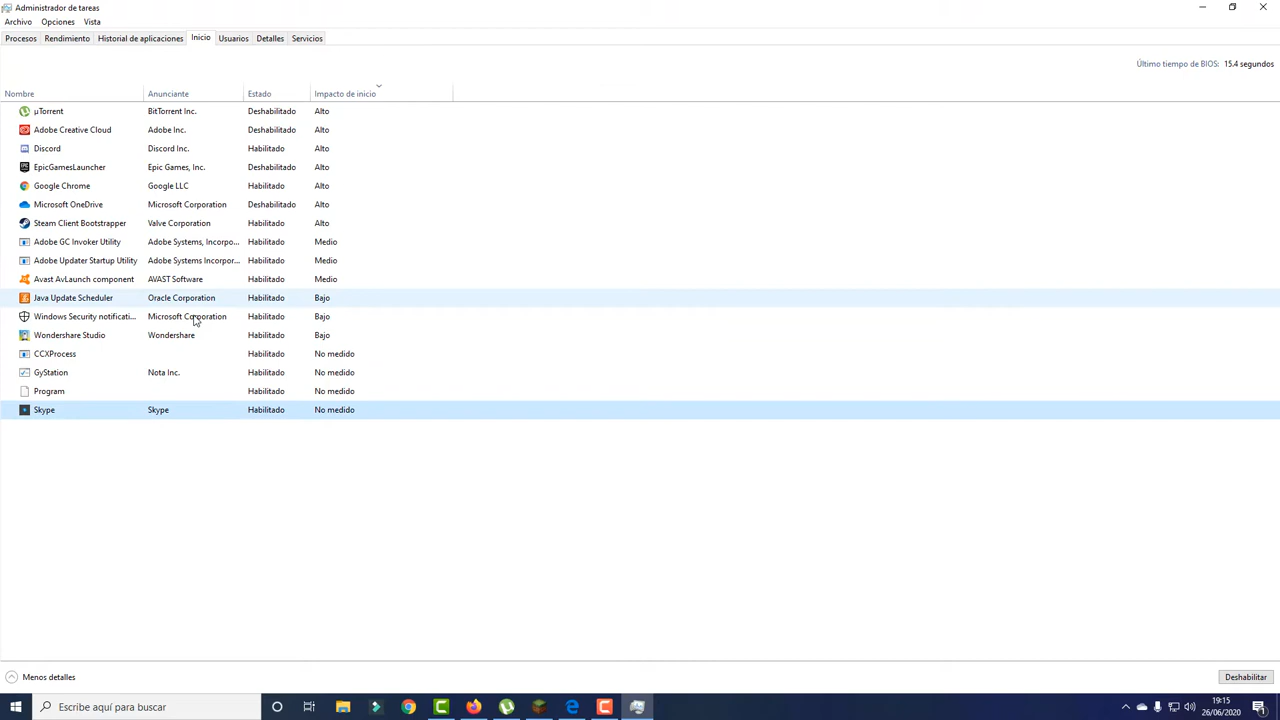 Administrador de tareas
Archivo Opciones Vista
Procesos Rendimiento Historial de aplicaciones Inicio Usuarios Detalles Servicios
Último tiempo de BIOS: 15.4 segundos
Nombre Anunciante Estado Impacto de inicio
µTorrent BitTorrent Inc. Deshabilitado Alto
Adobe Creative Cloud Adobe Inc. Deshabilitado Alto
Discord Discord Inc. Habilitado Alto
EpicGamesLauncher Epic Games, Inc. Deshabilitado Alto
Google Chrome Google LLC Habilitado Alto
Microsoft OneDrive Microsoft Corporation Deshabilitado Alto
Steam Client Bootstrapper Valve Corporation Habilitado Alto
Adobe GC Invoker Utility Adobe Systems, Incorpo... Habilitado Medio
Adobe Updater Startup Utility Adobe Systems Incorpor... Habilitado Medio
Avast AvLaunch component AVAST Software Habilitado Medio
Java Update Scheduler Oracle Corporation Habilitado Bajo
Windows Security notificati... Microsoft Corporation Habilitado Bajo
Wondershare Studio Wondershare Habilitado Bajo
CCXProcess Habilitado No medido
GyStation Nota Inc. Habilitado No medido
Program Habilitado No medido
Skype Skype Habilitado No medido
Menos detalles Deshabilitar
Escribe aquí para buscar
19:15
26/06/2020